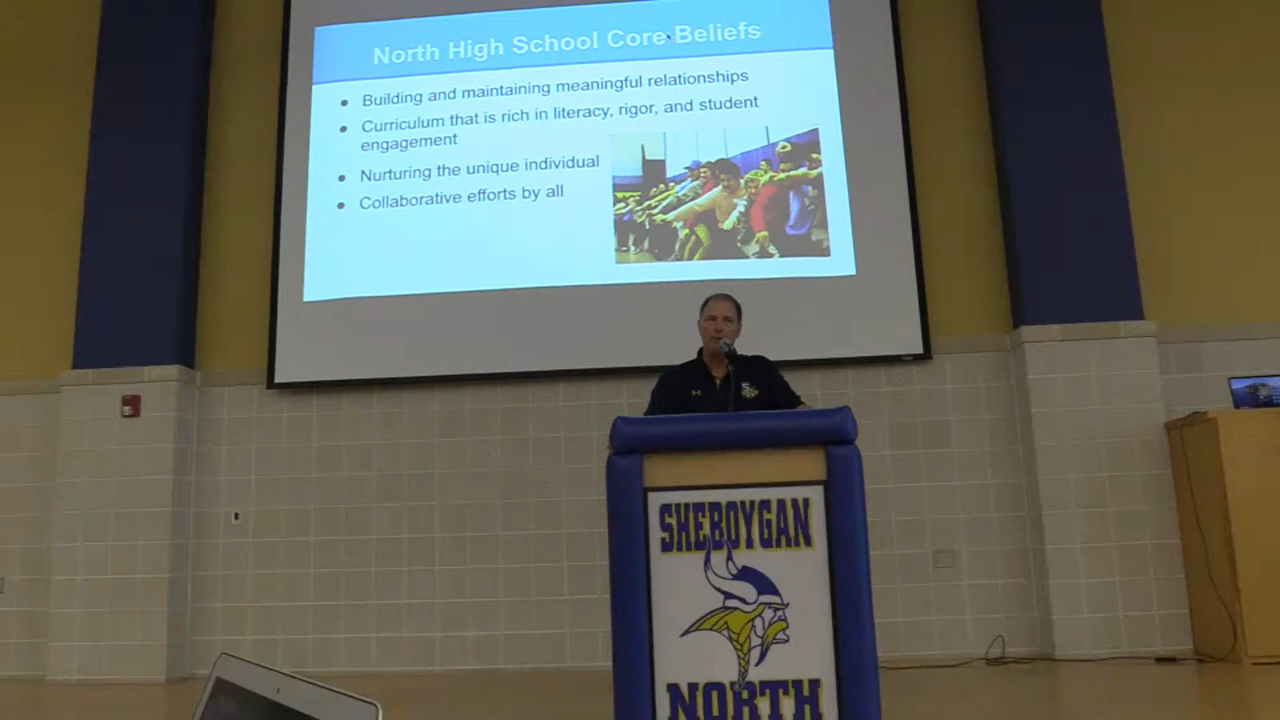 North High School Core Beliefs
Building and maintaining meaningful relationships
Curriculum that is rich in literacy, rigor, and student
engagement
Nurturing the unique individual
Collaborative efforts by all
SHEBOYGAN
NORTH